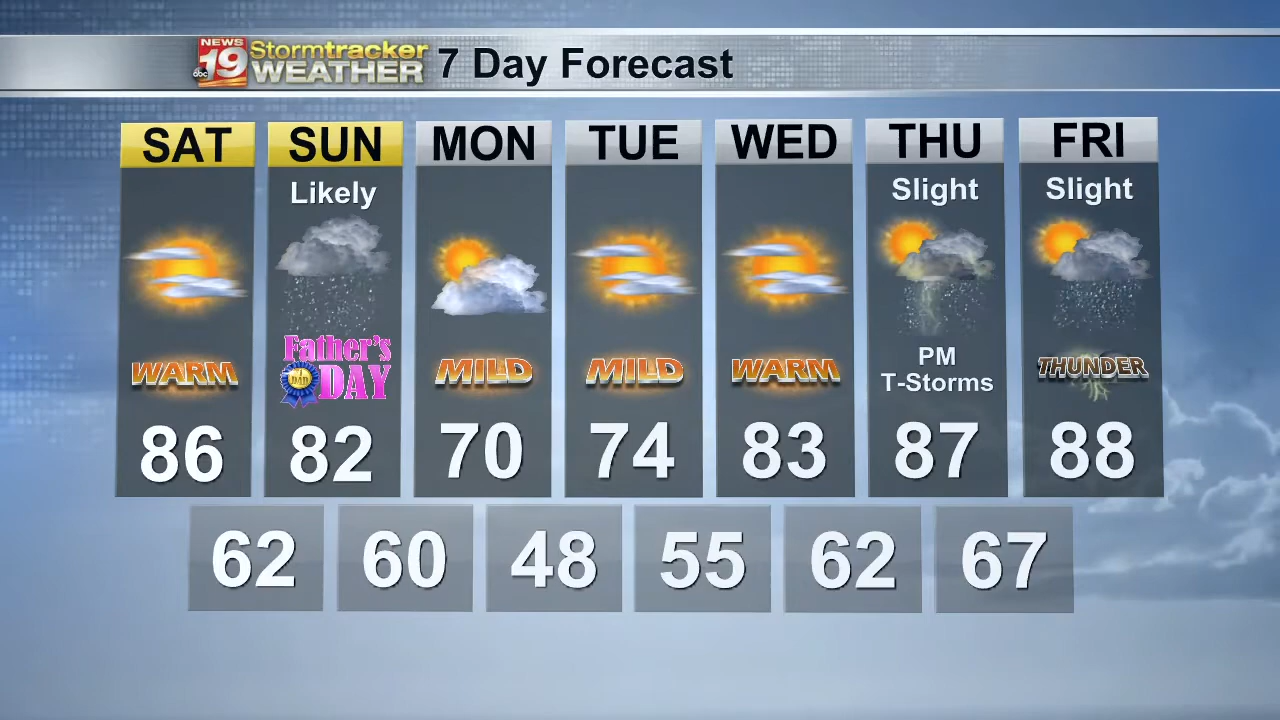 NEWS
abc 19
Stormtracker
WEATHER
7 Day Forecast
SAT SUN MON TUE WED THU FRI
Likely Slight Slight
Father's
DAY
#1
DAD
WARM MILD MILD WARM PM
T-Storms
THUNDER
86 82 70 74 83 87 88
62 60 48 55 62 67